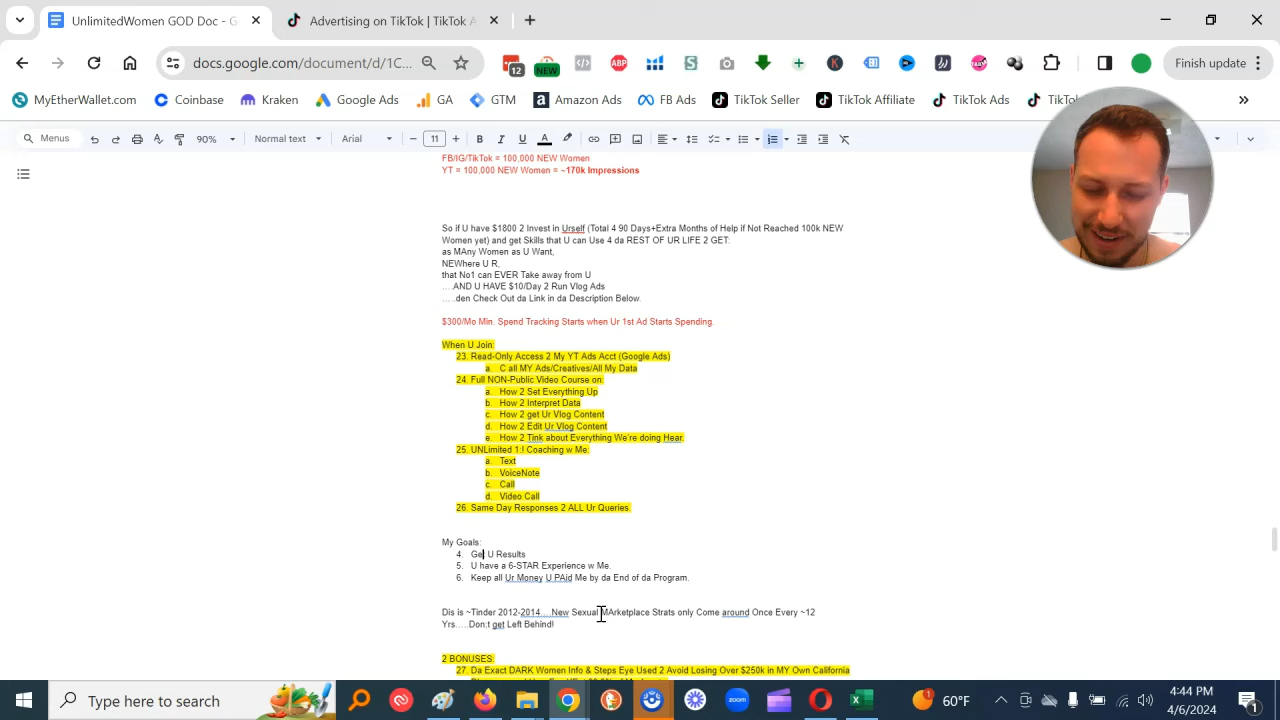 UnlimitedWomen GOD Doc - Goo
Advertising on TikTok | TikTok A
docs.google.com/document/d/1C...
12
NEW
ABP
Finish update
MyEtherWallet.com
Coinbase
Kraken
Google Ads
GA
GTM
Amazon Ads
FB Ads
TikTok Seller
TikTok Affiliate
TikTok Ads
Menus
90%
Normal text
Arial
11
FB/IG/TikTok = 100,000 NEW Women
YT = 100,000 NEW Women = ~170k Impressions
So if U have $1800 2 Invest in Urself (Total 4 90 Days+Extra Months of Help if Not Reached 100k NEW
Women yet) and get Skills that U can Use 4 da REST OF UR LIFE 2 GET:
as MAny Women as U Want,
NEWhere U R,
that No1 can EVER Take away from U
….AND U HAVE $10/Day 2 Run Vlog Ads
…..den Check Out da Link in da Description Below.
$300/Mo Min. Spend Tracking Starts when Ur 1st Ad Starts Spending.
When U Join:
23. Read-Only Access 2 My YT Ads Acct (Google Ads)
a. C all MY Ads/Creatives/All My Data
24. Full NON-Public Video Course on:
a. How 2 Set Everything Up
b. How 2 Interpret Data
c. How 2 get Ur Vlog Content
d. How 2 Edit Ur Vlog Content
e. How 2 Tink about Everything We're doing Hear.
25. UNLimited 1:! Coaching w Me:
a. Text
b. VoiceNote
c. Call
d. Video Call
26. Same Day Responses 2 ALL Ur Queries.
My Goals:
4. Get U Results
5. U have a 6-STAR Experience w Me.
6. Keep all Ur Money U PAid Me by da End of da Program.
Dis is ~Tinder 2012-2014….New Sexual MArketplace Strats only Come around Once Every ~12
Yrs…..Don;t get Left Behind!
2 BONUSES:
27. Da Exact DARK Women Info & Steps Eye Used 2 Avoid Losing Over $250k in MY Own California
Type here to search
60°F
4:44 PM
4/6/2024
1